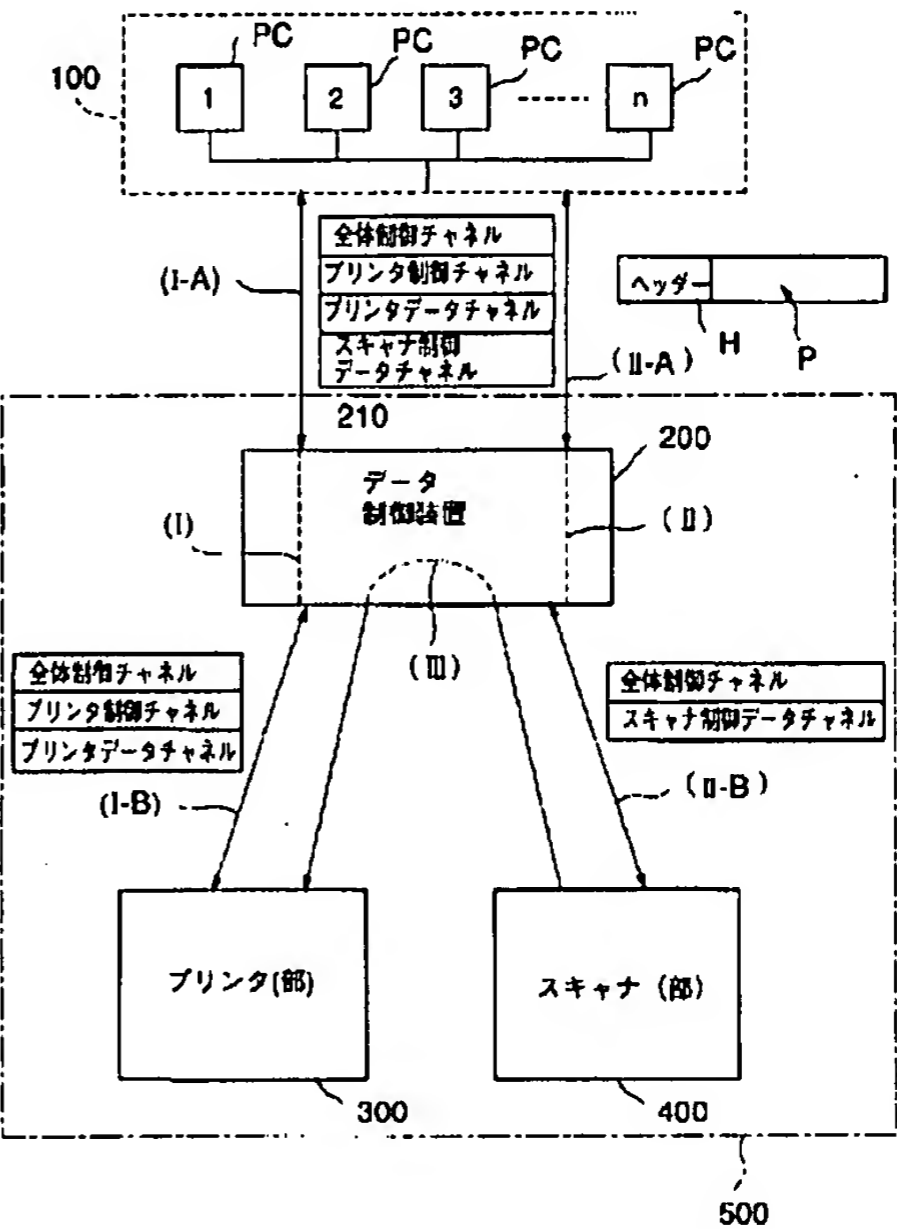 PC
PC
PC
PC
100
1
2
3
n
全体制御チャネル
プリンタ制御チャネル
プリンタデータチャネル
スキャナ制御
データチャネル
(I-A)
ヘッダー
H
P
(II-A)
210
200
データ
制御装置
(I)
(II)
(III)
全体制御チャネル
プリンタ制御チャネル
プリンタデータチャネル
全体制御チャネル
スキャナ制御データチャネル
(I-B)
(II-B)
プリンタ(部)
スキャナ(部)
300
400
500